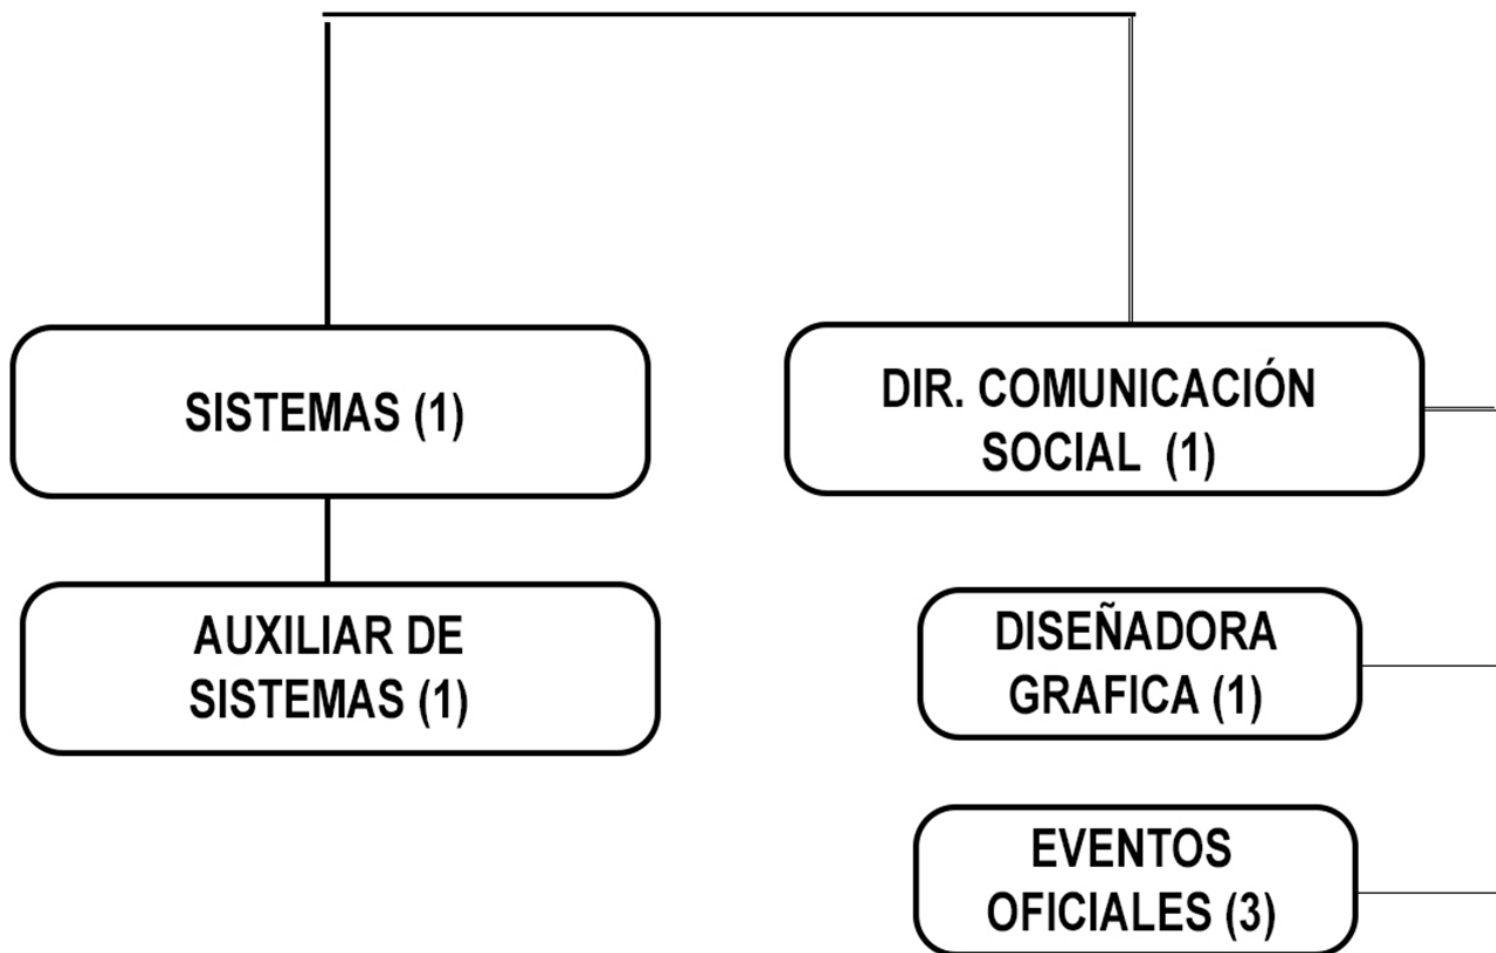 SISTEMAS (1)
DIR. COMUNICACIÓN
SOCIAL (1)
AUXILIAR DE
SISTEMAS (1)
DISEÑADORA
GRAFICA (1)
EVENTOS
OFICIALES (3)